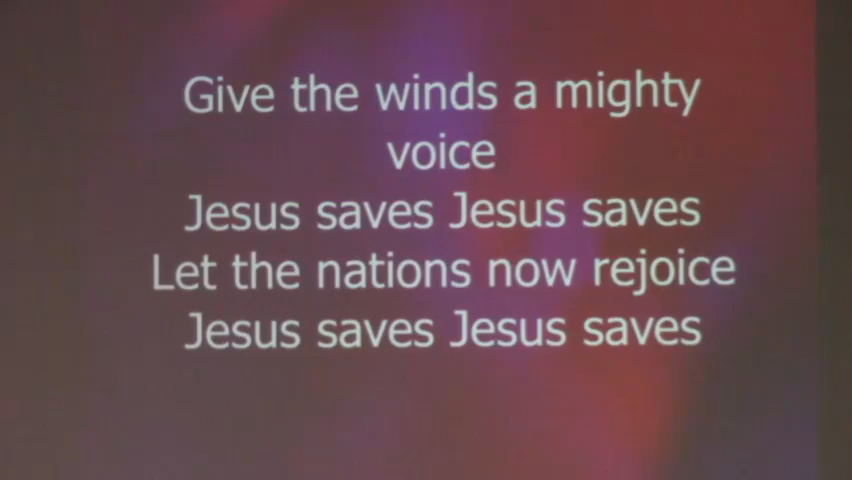 Give the winds a mighty
voice
Jesus saves Jesus saves
Let the nations now rejoice
Jesus saves Jesus saves